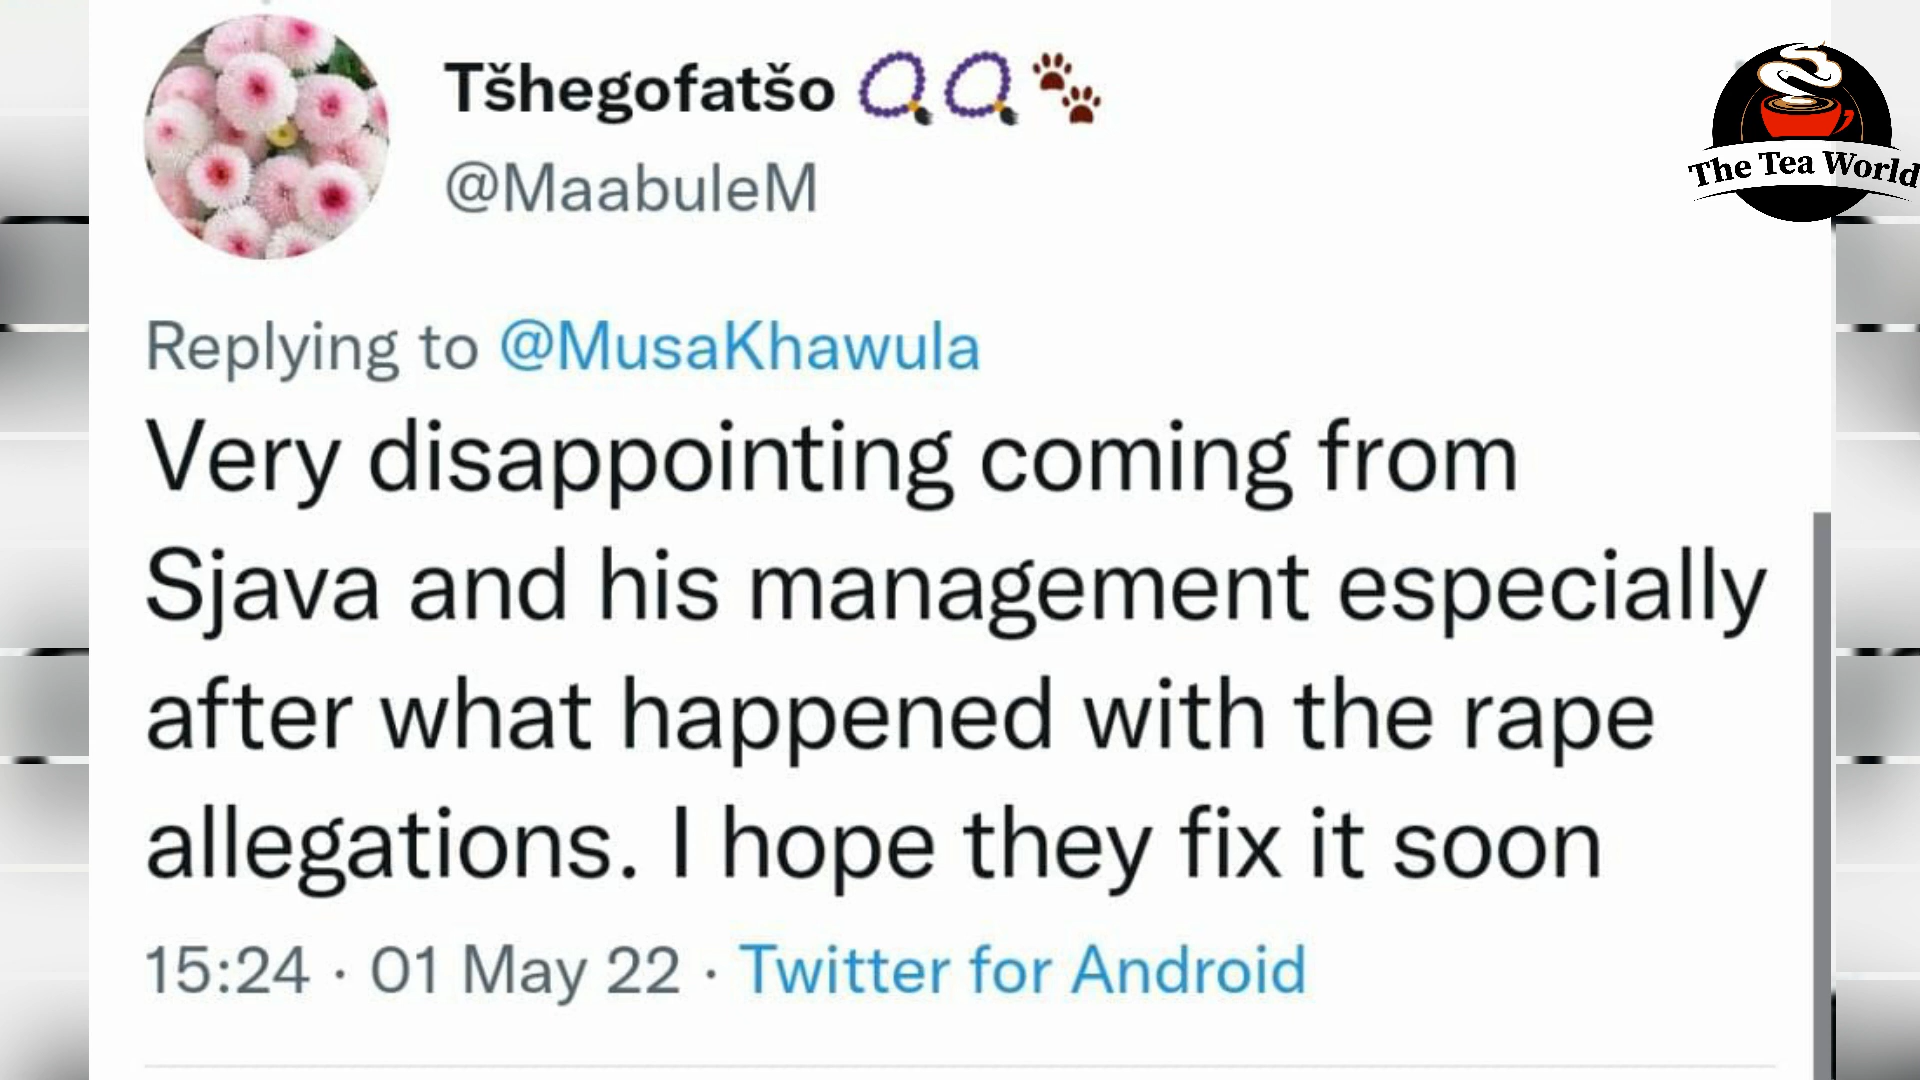 Tšhegofatšo 📿📿🐾
@MaabuleM
The Tea World
Replying to @MusaKhawula
Very disappointing coming from
Sjava and his management especially
after what happened with the rape
allegations. I hope they fix it soon
15:24 · 01 May 22 · Twitter for Android